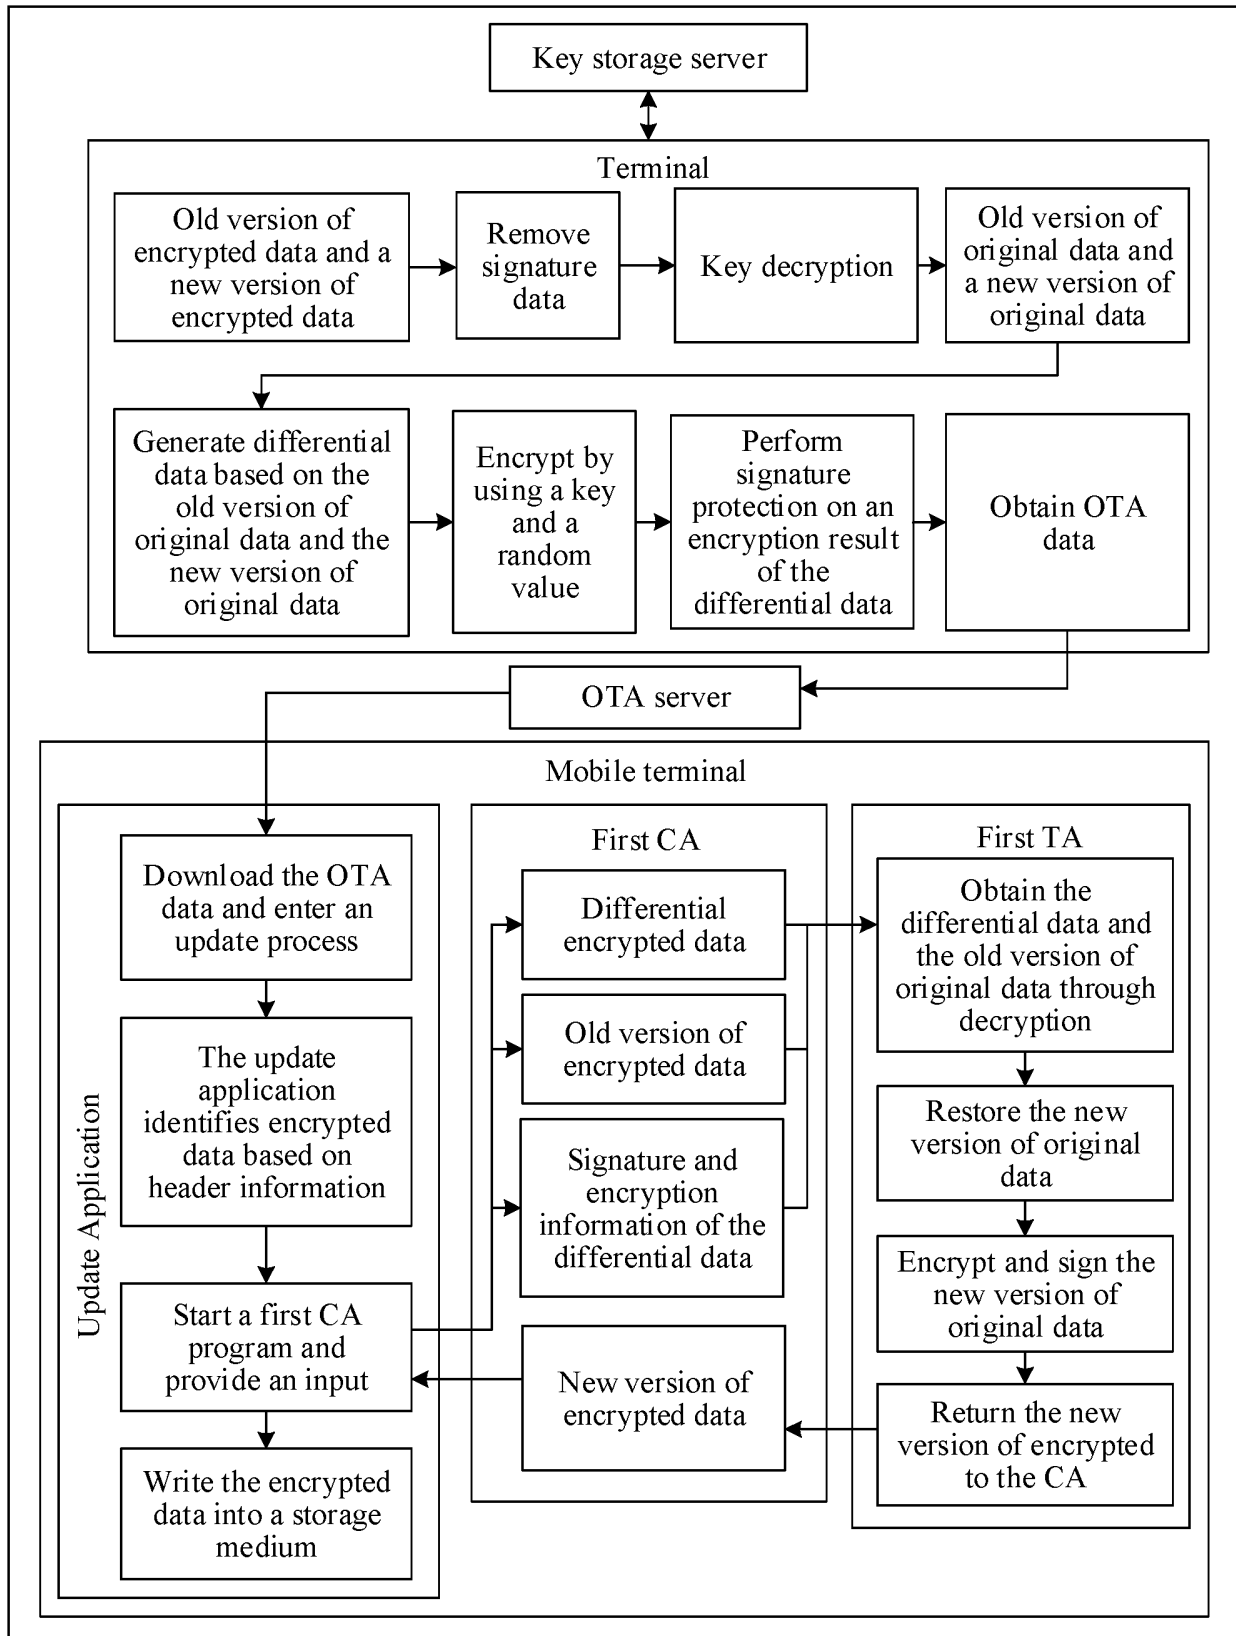 Key storage server
Terminal
Old version of
encrypted data and a
new version of
encrypted data
Remove
signature
data
Key decryption
Old version of
original data and
a new version of
original data
Generate differential
data based on the
old version of
original data and the
new version of
original data
Encrypt by
using a key
and a
random
value
Perform
signature
protection on an
encryption result
of the
differential data
Obtain OTA
data
OTA server
Mobile terminal
Update Application
Download the OTA
data and enter an
update process
The update
application
identifies encrypted
data based on
header information
Start a first CA
program and
provide an input
Write the encrypted
data into a storage
medium
First CA
Differential
encrypted data
Old version of
encrypted data
Signature and
encryption
information of the
differential data
New version of
encrypted data
First TA
Obtain the
differential data and
the old version of
original data through
decryption
Restore the new
version of original
data
Encrypt and sign the
new version of
original data
Return the new
version of encrypted
to the CA